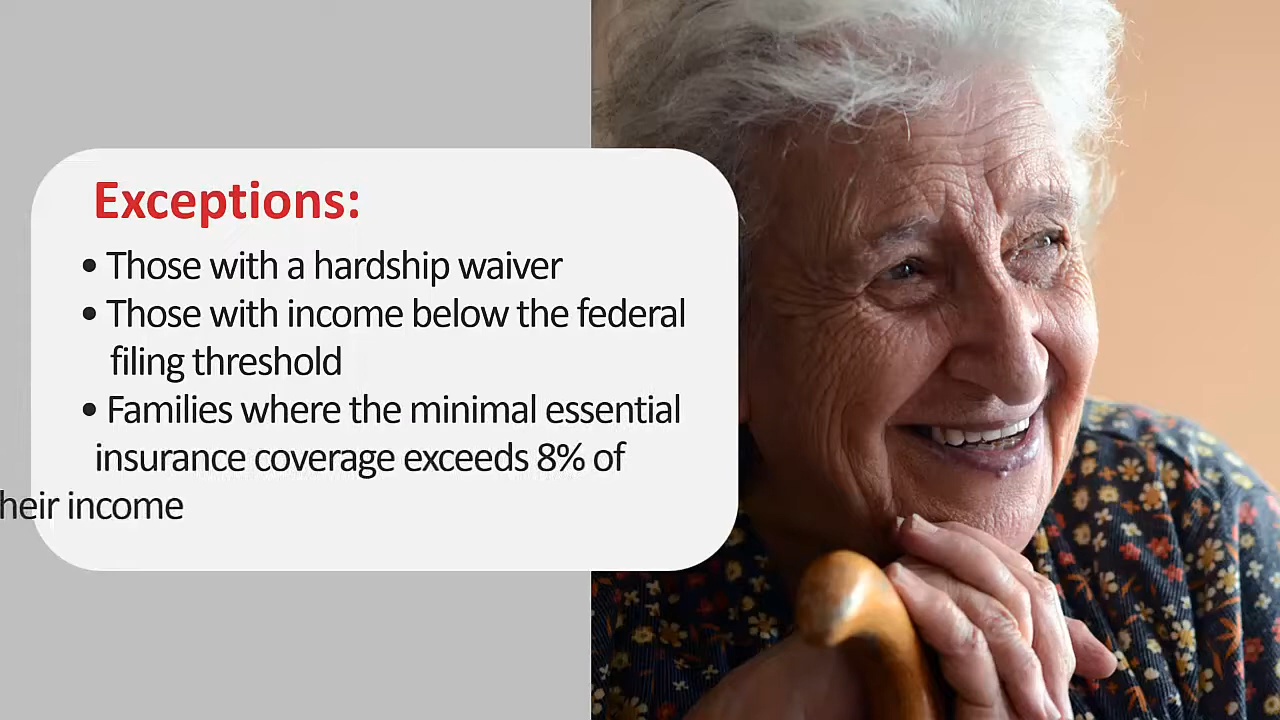 Exceptions:
• Those with a hardship waiver
• Those with income below the federal
filing threshold
• Families where the minimal essential
insurance coverage exceeds 8% of
heir income